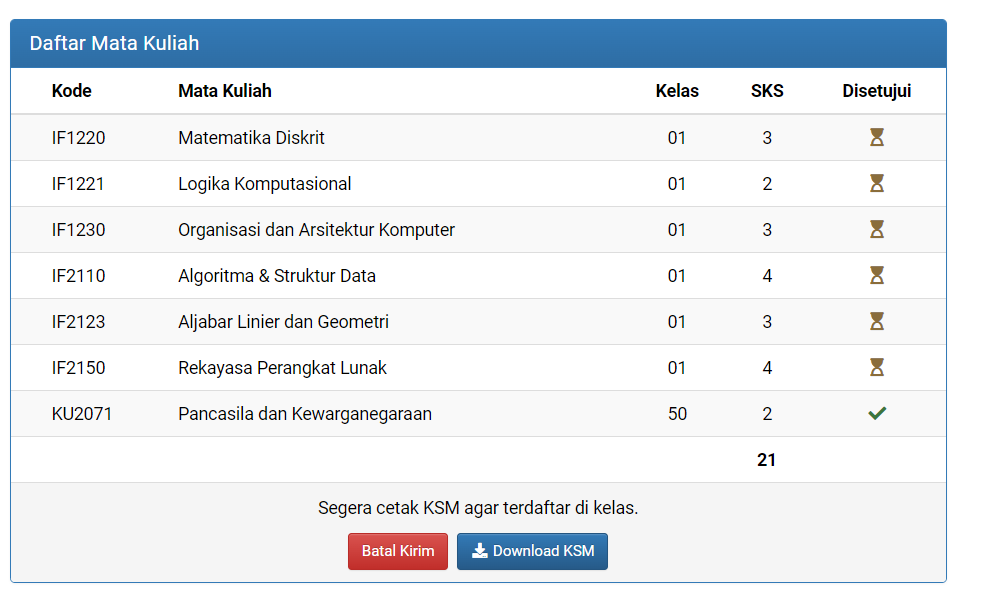 Daftar Mata Kuliah
Kode Mata Kuliah Kelas SKS Disetujui
IF1220 Matematika Diskrit 01 3
IF1221 Logika Komputasional 01 2
IF1230 Organisasi dan Arsitektur Komputer 01 3
IF2110 Algoritma & Struktur Data 01 4
IF2123 Aljabar Linier dan Geometri 01 3
IF2150 Rekayasa Perangkat Lunak 01 4
KU2071 Pancasila dan Kewarganegaraan 50 2
21
Segera cetak KSM agar terdaftar di kelas.
Batal Kirim Download KSM